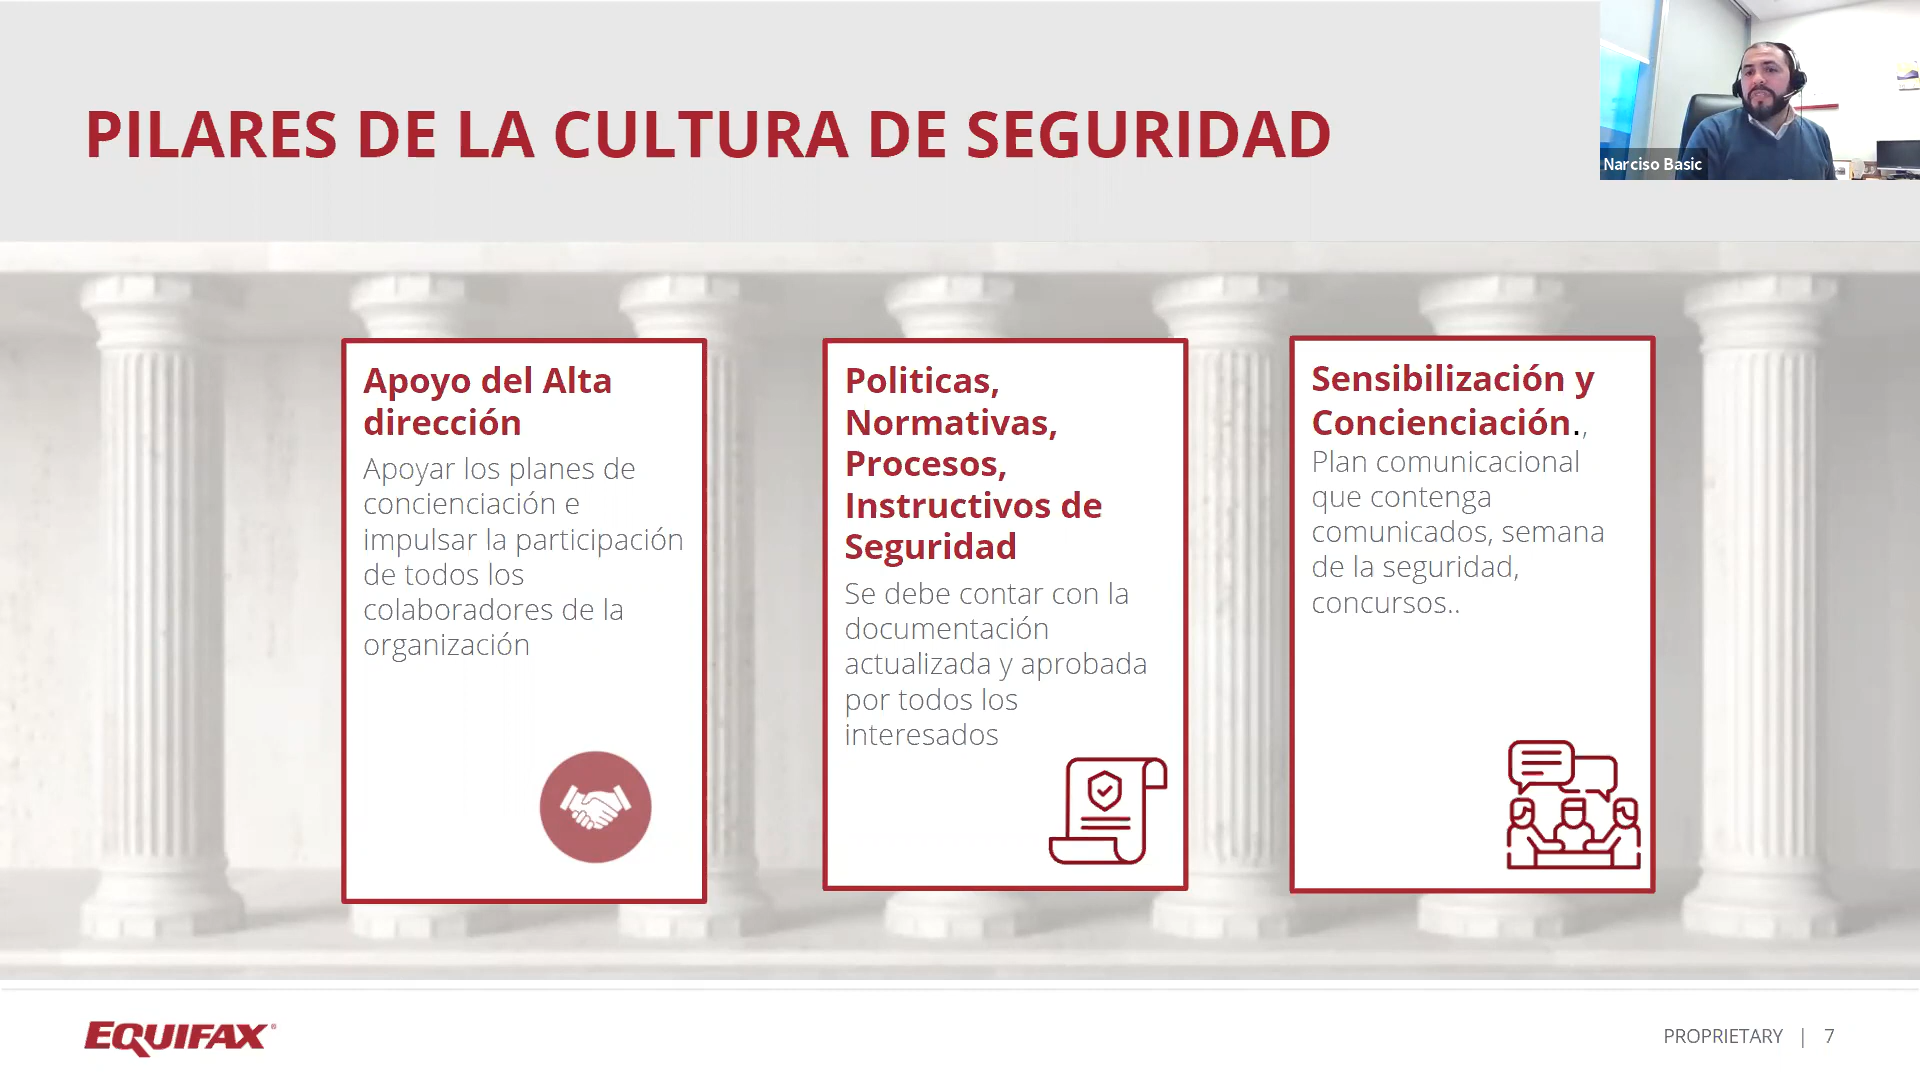 PILARES DE LA CULTURA DE SEGURIDAD
Narciso Basic
Apoyo del Alta
dirección
Apoyar los planes de
concienciación e
impulsar la participación
de todos los
colaboradores de la
organización
Politicas,
Normativas,
Procesos,
Instructivos de
Seguridad
Se debe contar con la
documentación
actualizada y aprobada
por todos los
interesados
Sensibilización y
Concienciación.,
Plan comunicacional
que contenga
comunicados, semana
de la seguridad,
concursos..
EQUIFAX®
PROPRIETARY | 7